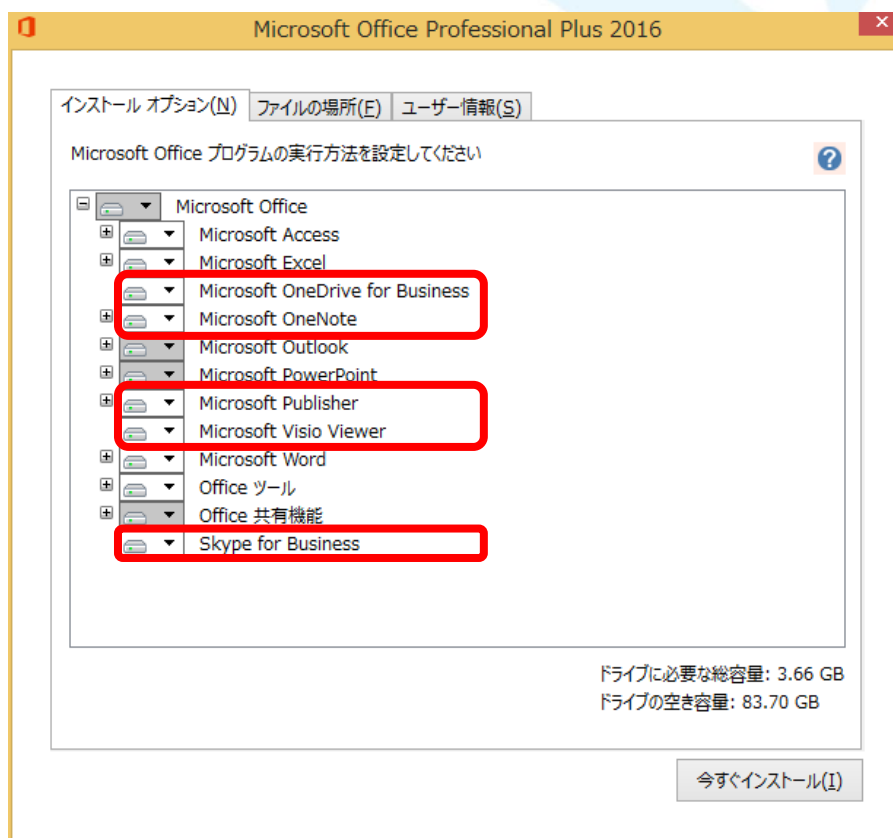 Microsoft Office Professional Plus 2016
インストール オプション(N) ファイルの場所(F) ユーザー情報(S)
Microsoft Office プログラムの実行方法を設定してください
Microsoft Office
Microsoft Access
Microsoft Excel
Microsoft OneDrive for Business
Microsoft OneNote
Microsoft Outlook
Microsoft PowerPoint
Microsoft Publisher
Microsoft Visio Viewer
Microsoft Word
Office ツール
Office 共有機能
Skype for Business
ドライブに必要な総容量: 3.66 GB
ドライブの空き容量: 83.70 GB
今すぐインストール(I)